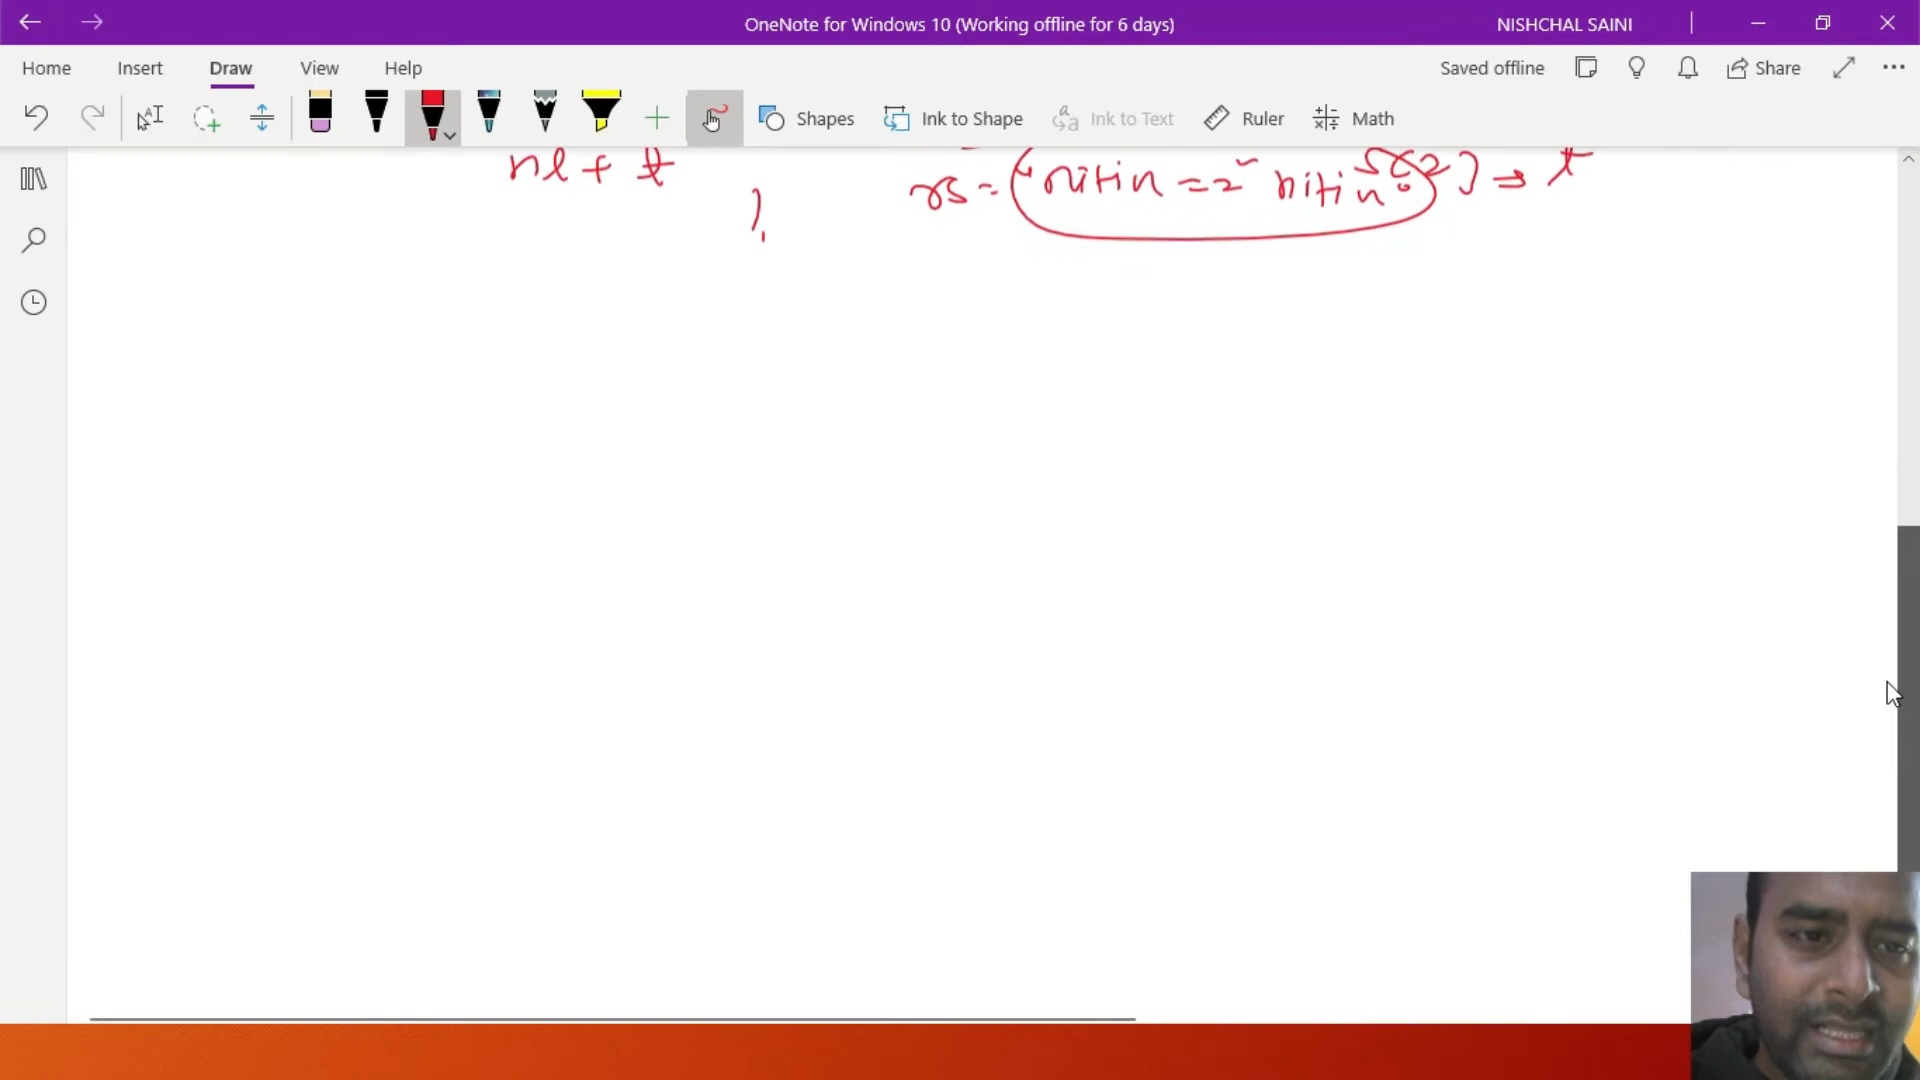 OneNote for Windows 10 (Working offline for 6 days)
NISHCHAL SAINI
Home Insert Draw View Help
Saved offline
Share
Shapes
Ink to Shape
Ink to Text
Ruler
Math
nl + t
rs = ( "nitin == nitin" ) ⇒ t